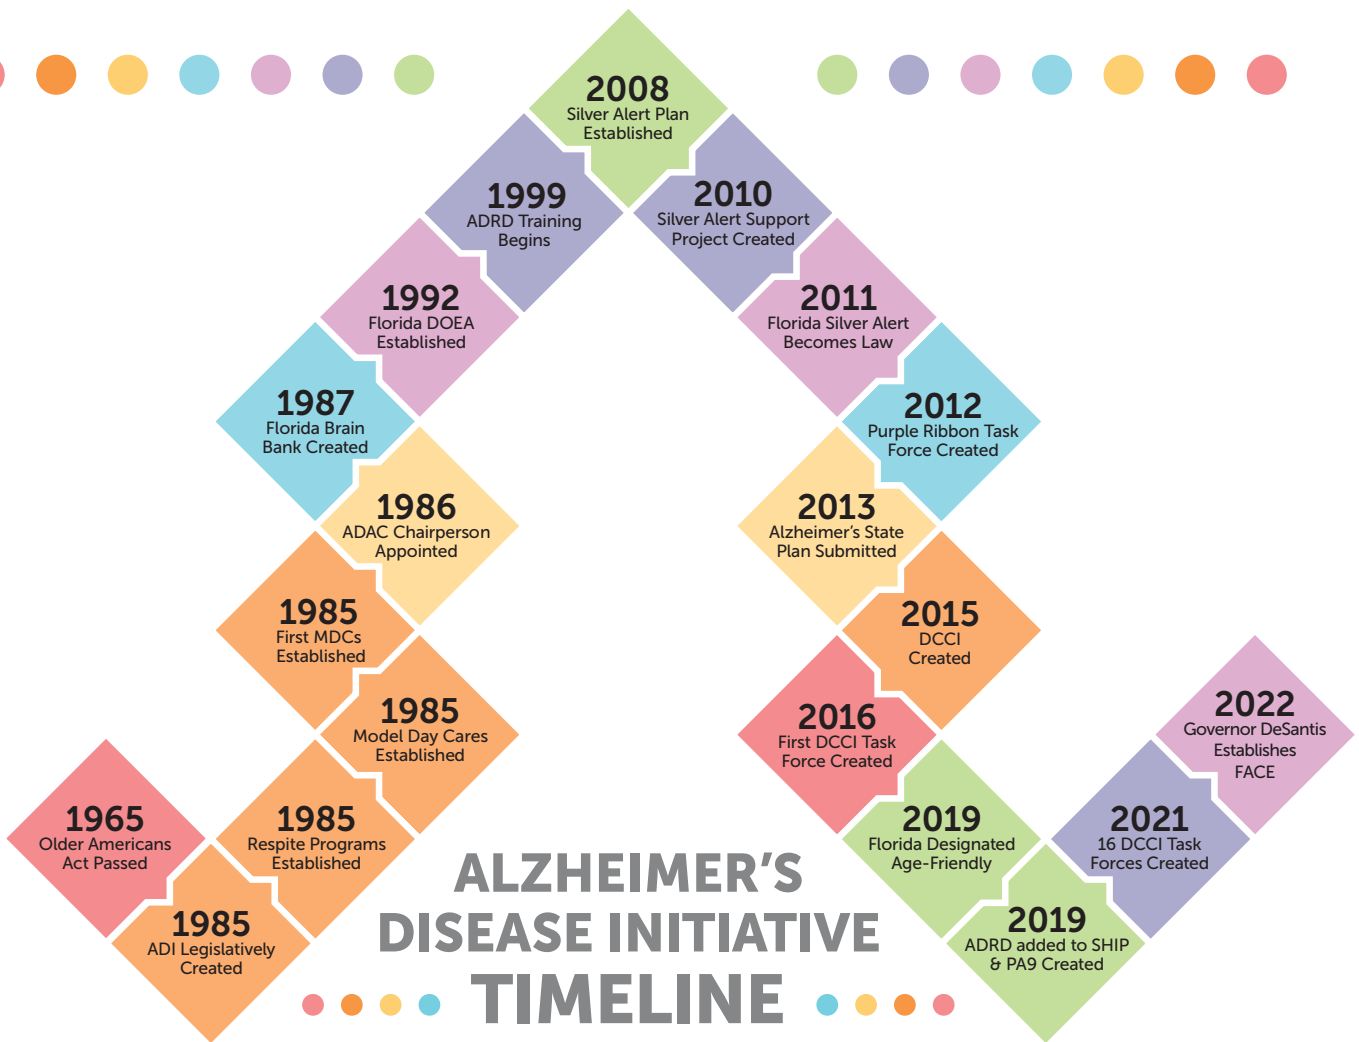 1965
Older Americans
Act Passed
1985
ADI Legislatively
Created
1985
Respite Programs
Established
1985
Model Day Cares
Established
1985
First MDCs
Established
1986
ADAC Chairperson
Appointed
1987
Florida Brain
Bank Created
1992
Florida DOEA
Established
1999
ADRD Training
Begins
2008
Silver Alert Plan
Established
2010
Silver Alert Support
Project Created
2011
Florida Silver Alert
Becomes Law
2012
Purple Ribbon Task
Force Created
2013
Alzheimer's State
Plan Submitted
2015
DCCI
Created
2016
First DCCI Task
Force Created
2019
Florida Designated
Age-Friendly
2019
ADRD added to SHIP
& PA9 Created
2021
16 DCCI Task
Forces Created
2022
Governor DeSantis
Establishes
FACE
ALZHEIMER'S
DISEASE INITIATIVE
TIMELINE